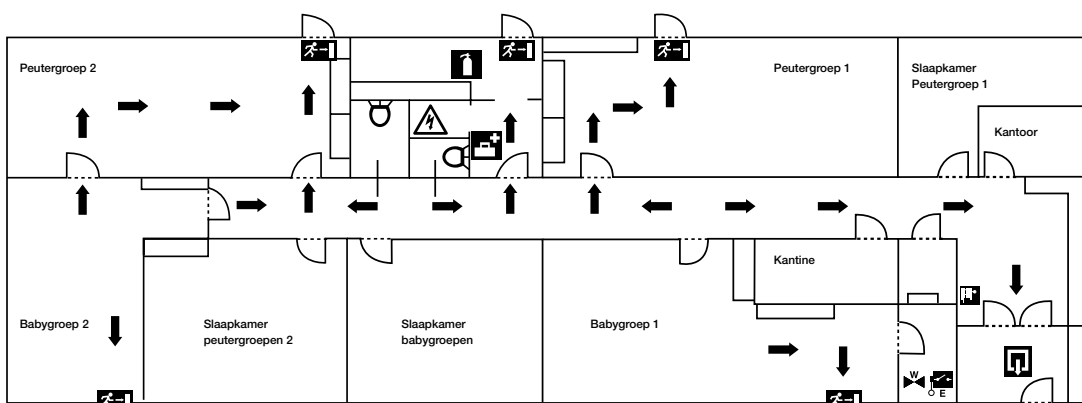 Peutergroep 2
Peutergroep 1
Slaapkamer
Peutergroep 1
Kantoor
Kantine
Babygroep 2
Slaapkamer
peutergroepen 2
Slaapkamer
babygroepen
Babygroep 1
W
E